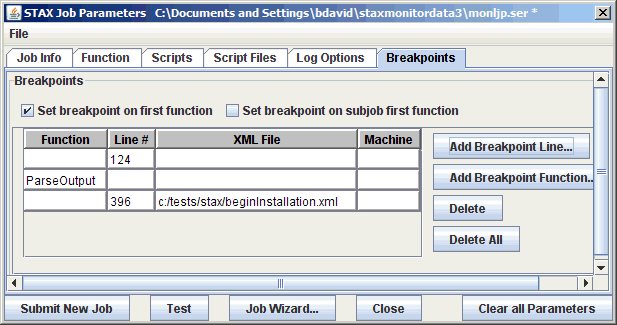 STAX Job Parameters C:\Documents and Settings\bdavid\staxmonitordata3\monljp.ser *
File
Job Info Function Scripts Script Files Log Options Breakpoints
Breakpoints
Set breakpoint on first function Set breakpoint on subjob first function
Function Line # XML File Machine
124
ParseOutput
396 c:/tests/stax/beginInstallation.xml
Add Breakpoint Line...
Add Breakpoint Function...
Delete
Delete All
Submit New Job Test Job Wizard... Close Clear all Parameters